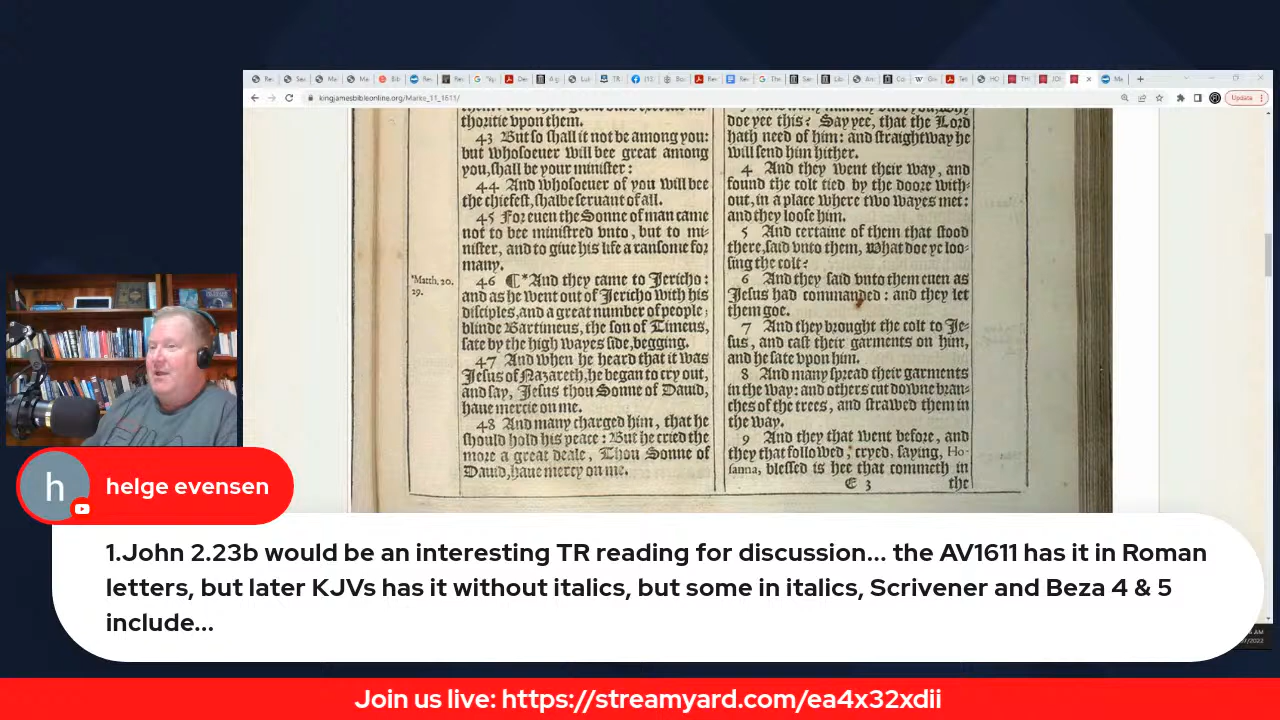 kingjamesbibleonline.org/Marke_11_1611/
Update
thoritie vpon them.
43 But so shall it not be among you:
but whosoeuer will bee great among
you, shall be your minister:
44 And whosoeuer of you will bee
the chiefest, shalbe seruant of all.
45 For euen the Sonne of man came
not to bee ministred vnto, but to mi-
nister, and to giue his life a ransome for
many.
*Matth. 20.
29.
46 ¶ *And they came to Jericho:
and as he went out of Jericho with his
disciples, and a great number of people;
blinde Bartimeus, the son of Timeus,
sate by the high wayes side, begging.
47 And when he heard that it was
Jesus of Nazareth, he began to cry out,
and say, Jesus thou Sonne of Dauid,
haue mercie on me.
48 And many charged him, that he
should hold his peace: But he cried the
more a great deale, Thou Sonne of
Dauid, haue mercy on me.
doe yee this? Say yee, that the Lord
hath need of him: and straightway he
will send him hither.
4 And they went their way, and
found the colt tied by the doore with-
out, in a place where two wayes met:
and they loose him.
5 And certaine of them that stood
there, said vnto them, What doe ye loo-
sing the colt?
6 And they said vnto them euen as
Jesus had commanded: and they let
them goe.
7 And they brought the colt to Je-
sus, and cast their garments on him,
and he sate vpon him.
8 And many spread their garments
in the way: and others cut downe bran-
ches of the trees, and strawed them in
the way.
9 And they that went before, and
they that followed, cryed, saying, Ho-
sanna, blessed is hee that commeth in
E 3 the
h
helge evensen
1.John 2.23b would be an interesting TR reading for discussion... the AV1611 has it in Roman
letters, but later KJVs has it without italics, but some in italics, Scrivener and Beza 4 & 5
include...
Join us live: https://streamyard.com/ea4x32xdii